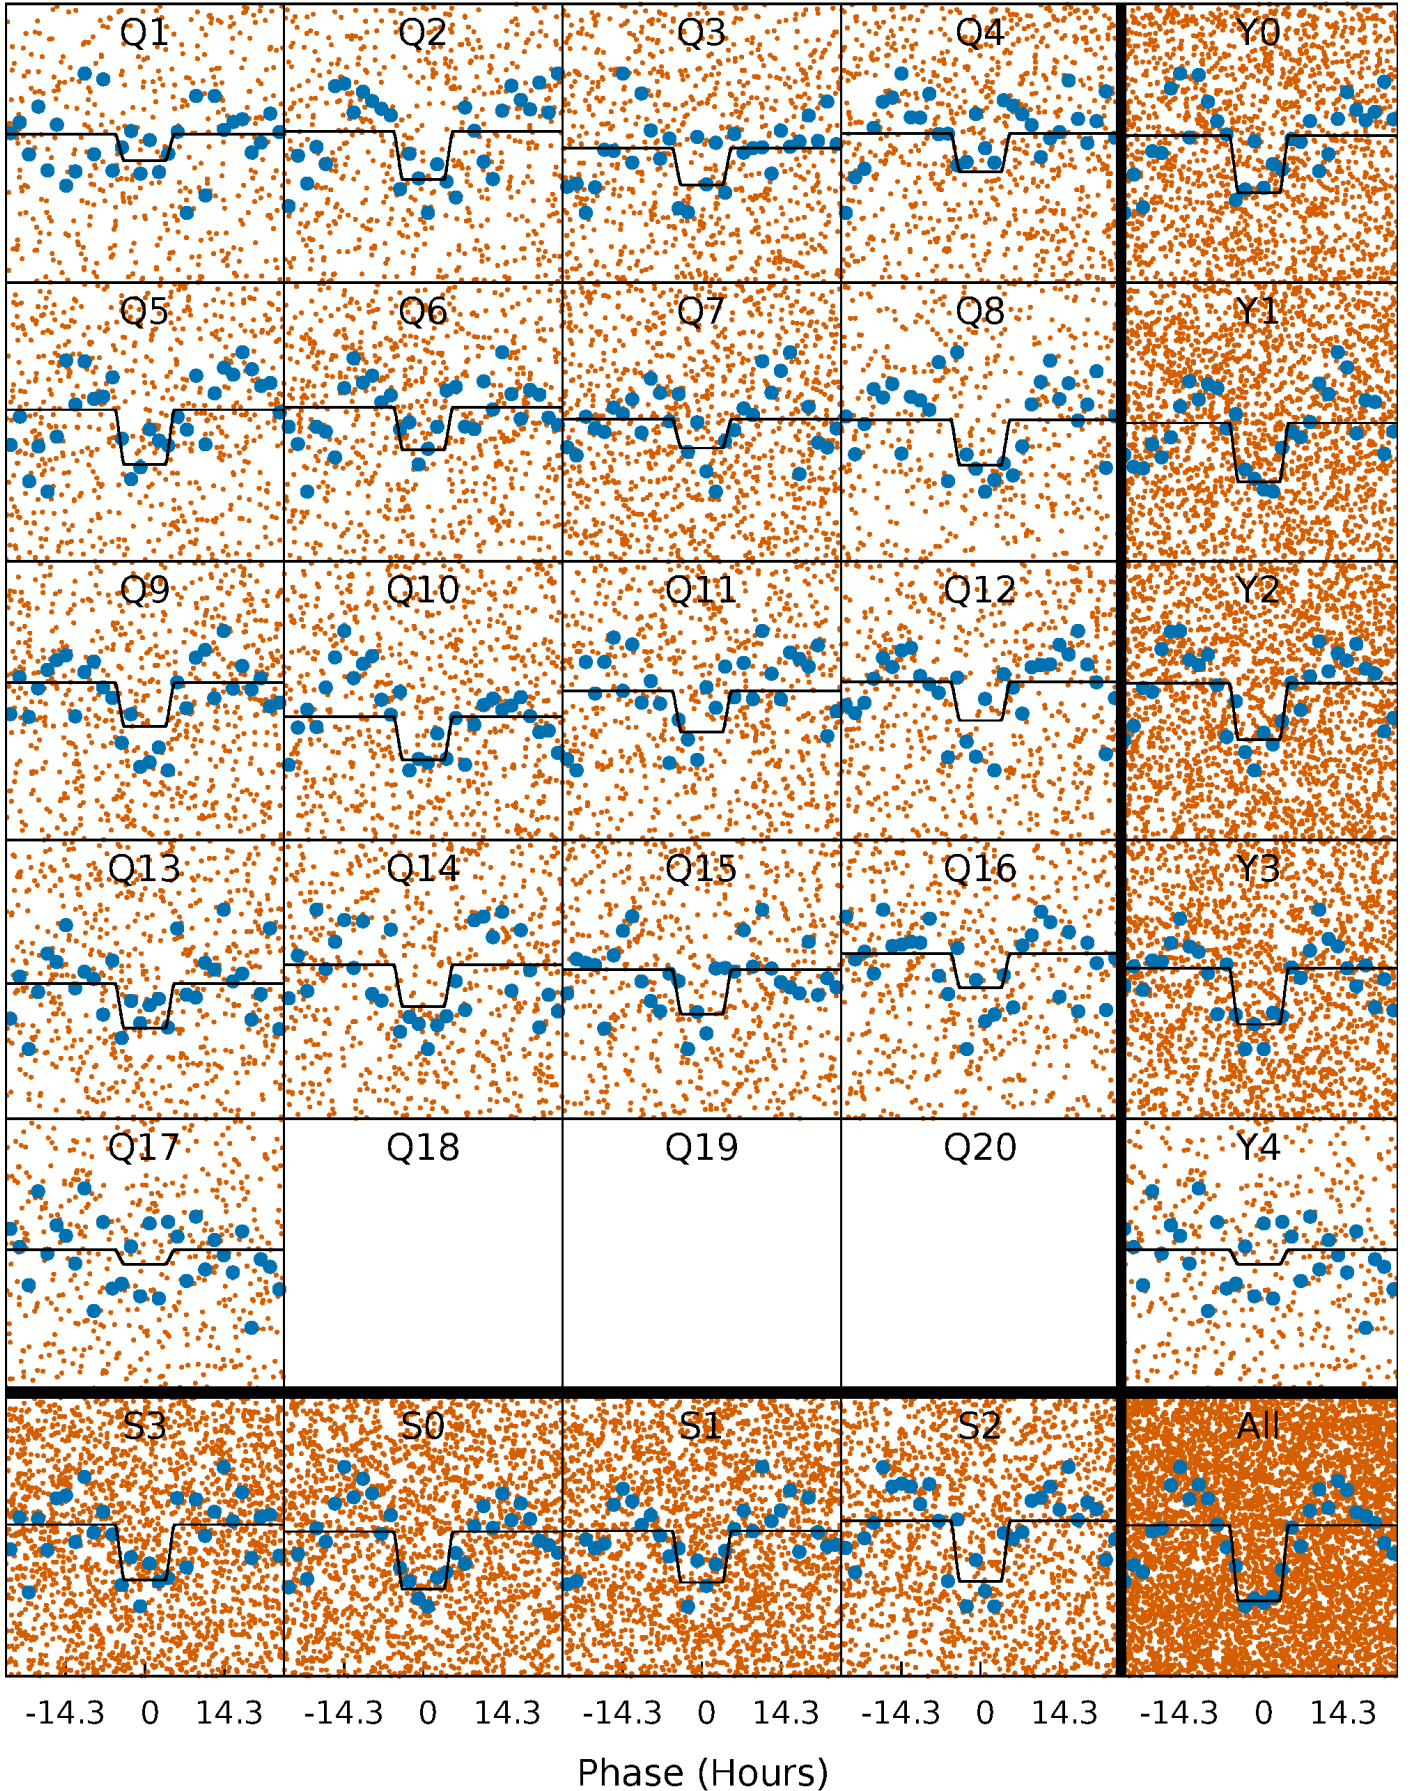 Q1 Q2 Q3 Q4 Y0
Q5 Q6 Q7 Q8 Y1
Q9 Q10 Q11 Q12 Y2
Q13 Q14 Q15 Q16 Y3
Q17 Q18 Q19 Q20 Y4
S3 S0 S1 S2 All
-14.3 0 14.3 -14.3 0 14.3 -14.3 0 14.3 -14.3 0 14.3 -14.3 0 14.3
Phase (Hours)